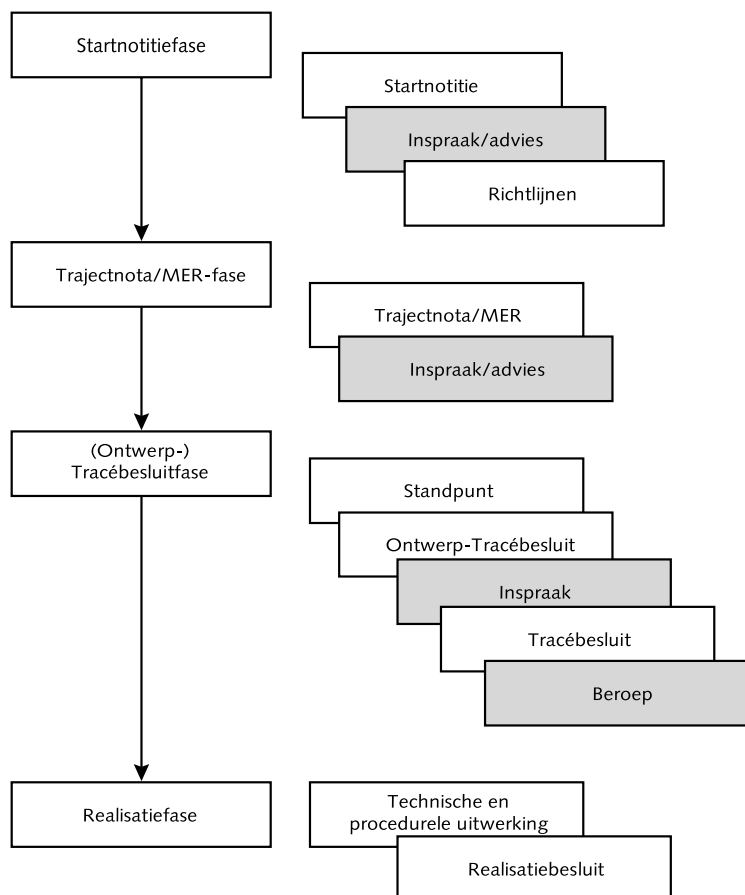 Startnotitiefase
Startnotitie
Inspraak/advies
Richtlijnen
Trajectnota/MER-fase
Trajectnota/MER
Inspraak/advies
(Ontwerp-)
Tracébesluitfase
Standpunt
Ontwerp-Tracébesluit
Inspraak
Tracébesluit
Beroep
Realisatiefase
Technische en
procedurele uitwerking
Realisatiebesluit